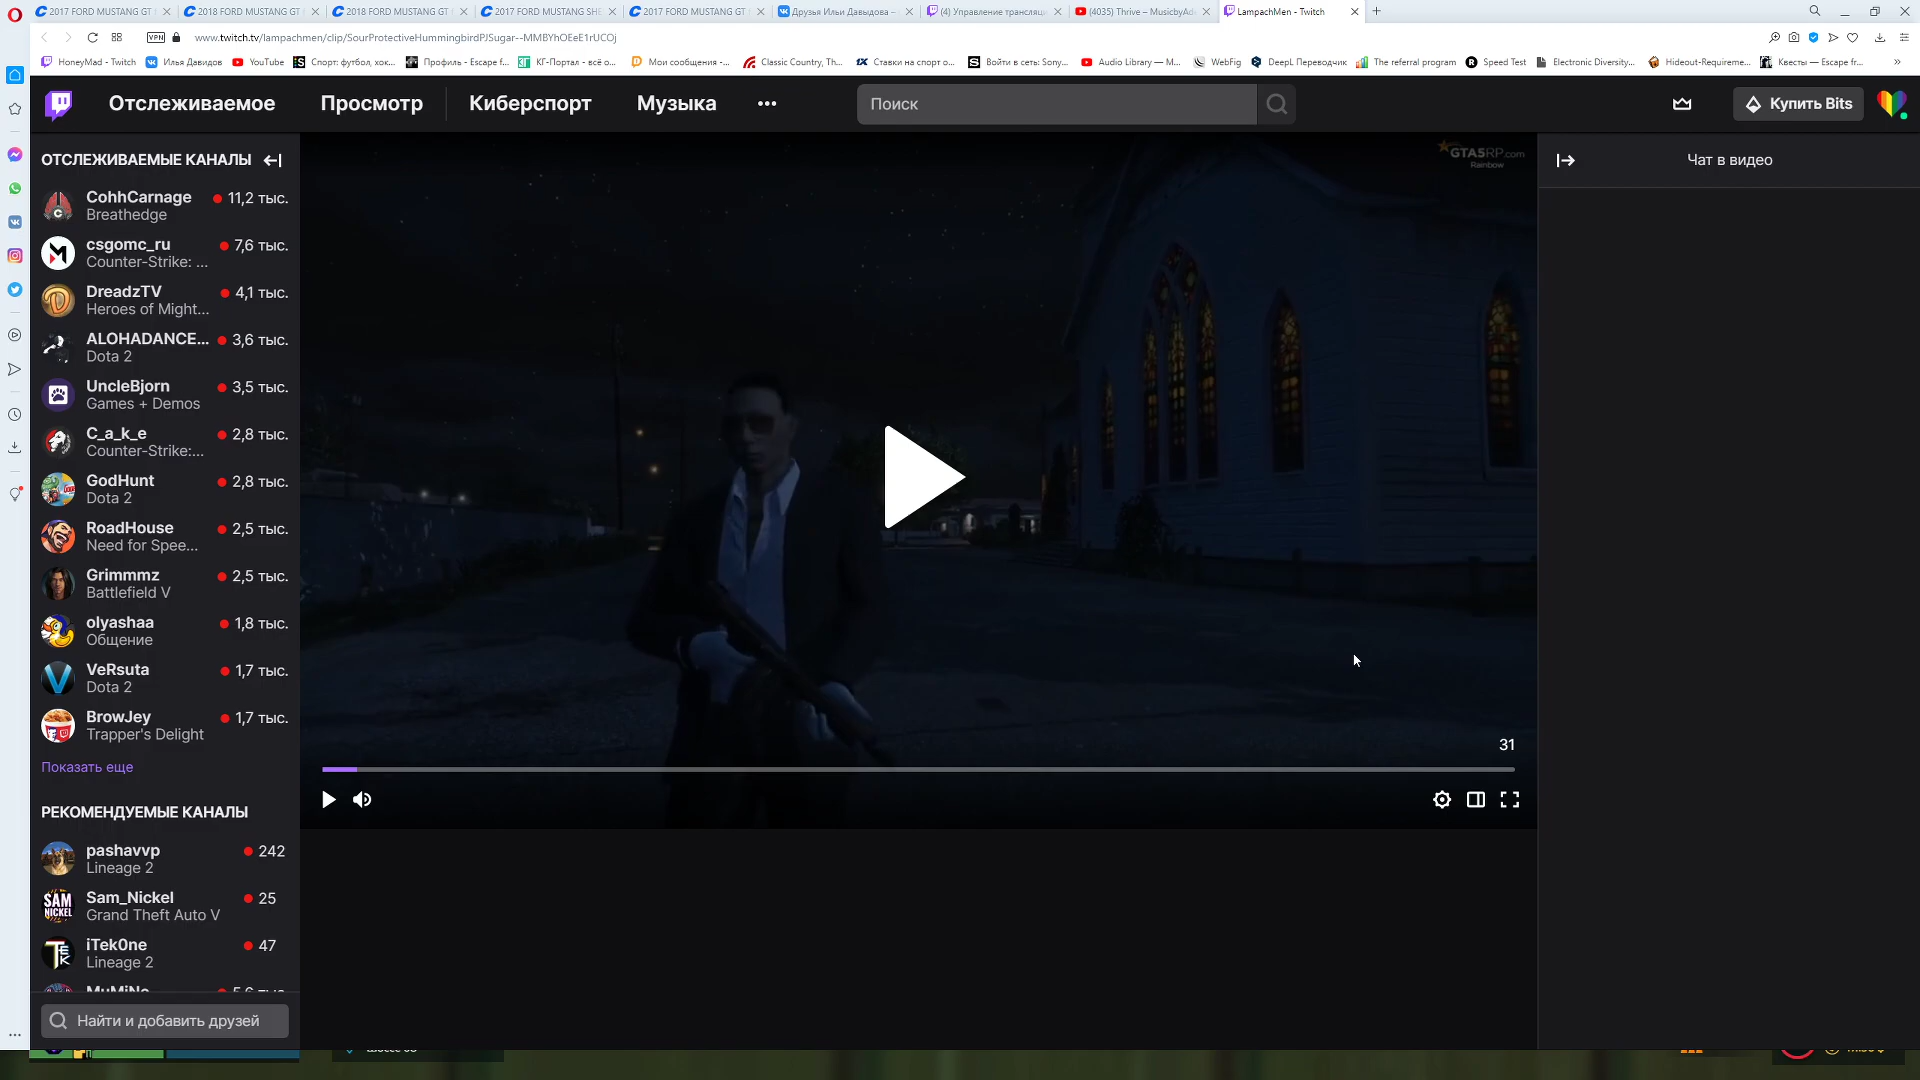 2017 FORD MUSTANG GT
2018 FORD MUSTANG GT
2018 FORD MUSTANG GT
2017 FORD MUSTANG SHE
2017 FORD MUSTANG GT
Друзья Ильи Давыдова –
(4) Управление трансляци
(4035) Thrive – MusicbyAd
LampachMen - Twitch
VPN
www.twitch.tv/lampachmen/clip/SourProtectiveHummingbirdPJSugar--MMBYhOEeE1rUCOj
HoneyMad - Twitch
Илья Давидов
YouTube
Спорт: футбол, хок...
Профиль - Escape f...
КГ-Портал - всё о...
Мои сообщения -...
Classic Country, Th...
Ставки на спорт о...
Войти в сеть: Sony...
Audio Library — M...
WebFig
DeepL Переводчик
The referral program
Speed Test
Electronic Diversity...
Hideout-Requireme...
Квесты — Escape fr...
Отслеживаемое
Просмотр
Киберспорт
Музыка
Поиск
Купить Bits
ОТСЛЕЖИВАЕМЫЕ КАНАЛЫ
CohhCarnage
11,2 тыс.
Breathedge
csgomc_ru
7,6 тыс.
Counter-Strike: ...
DreadzTV
4,1 тыс.
Heroes of Might...
ALOHADANCE...
3,6 тыс.
Dota 2
UncleBjorn
3,5 тыс.
Games + Demos
C_a_k_e
2,8 тыс.
Counter-Strike:...
GodHunt
2,8 тыс.
Dota 2
RoadHouse
2,5 тыс.
Need for Spee...
Grimmmz
2,5 тыс.
Battlefield V
olyashaa
1,8 тыс.
Общение
VeRsuta
1,7 тыс.
Dota 2
BrowJey
1,7 тыс.
Trapper's Delight
Показать еще
РЕКОМЕНДУЕМЫЕ КАНАЛЫ
pashavvp
242
Lineage 2
SAM NICKEL
Sam_Nickel
25
Grand Theft Auto V
iTek0ne
47
Lineage 2
Найти и добавить друзей
GTA5RP.com
Rainbow
31
Чат в видео